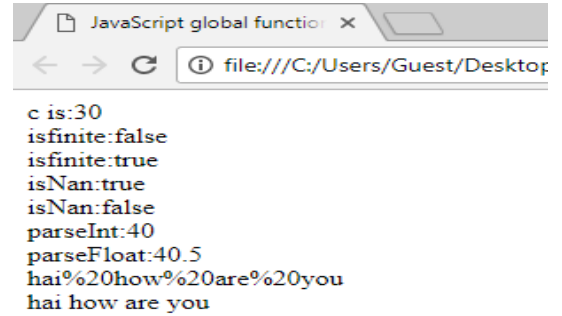 JavaScript global function
file:///C:/Users/Guest/Desktop
c is:30
isfinite:false
isfinite:true
isNan:true
isNan:false
parseInt:40
parseFloat:40.5
hai%20how%20are%20you
hai how are you